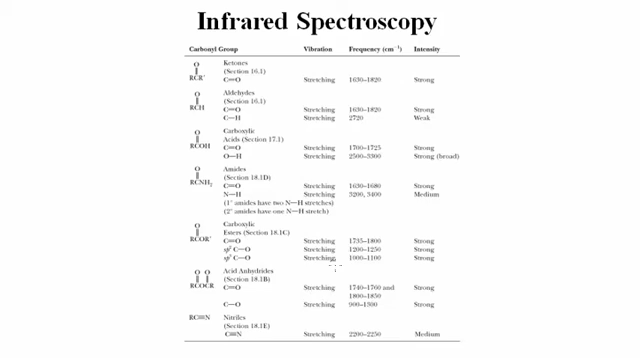 Infrared Spectroscopy
Carbonyl Group Vibration Frequency (cm⁻¹) Intensity
O Ketones
‖ (Section 16.1)
RCR' C═O Stretching 1630–1820 Strong
O Aldehydes
‖ (Section 16.1)
RCH C═O Stretching 1630–1820 Strong
C—H Stretching 2720 Weak
O Carboxylic
‖ Acids (Section 17.1)
RCOH C═O Stretching 1700–1725 Strong
O—H Stretching 2500–3300 Strong (broad)
O Amides
‖ (Section 18.1D)
RCNH₂ C═O Stretching 1630–1680 Strong
N—H Stretching 3200, 3400 Medium
(1° amides have two N—H stretches)
(2° amides have one N—H stretch)
O Carboxylic
‖ Esters (Section 18.1C)
RCOR' C═O Stretching 1735–1800 Strong
sp² C—O Stretching 1200–1250 Strong
sp³ C—O Stretching 1000–1100 Strong
O O Acid Anhydrides
‖ ‖ (Section 18.1B)
RCOCR C═O Stretching 1740–1760 and Strong
1800–1850
C—O Stretching 900–1300 Strong
RC≡N Nitriles
(Section 18.1E)
C≡N Stretching 2200–2250 Medium